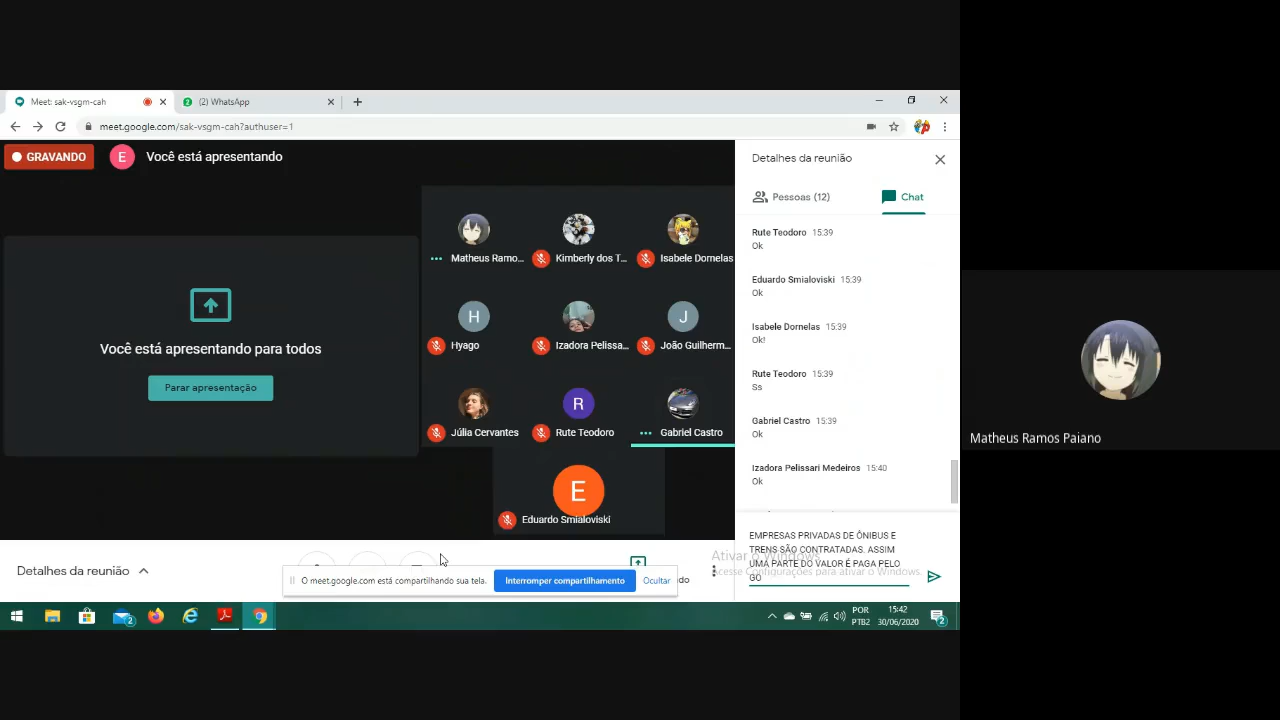 Meet: sak-vsgm-cah
(2) WhatsApp
meet.google.com/sak-vsgm-cah?authuser=1
GRAVANDO
E
Você está apresentando
Você está apresentando para todos
Parar apresentação
Matheus Ramo...
Kimberly dos T...
Isabele Dornelas
H
Hyago
Izadora Pelissa...
J
João Guilherm...
Júlia Cervantes
R
Rute Teodoro
Gabriel Castro
E
Eduardo Smialoviski
Detalhes da reunião
Pessoas (12)
Chat
Rute Teodoro 15:39
Ok
Eduardo Smialoviski 15:39
Ok
Isabele Dornelas 15:39
Ok!
Rute Teodoro 15:39
Ss
Gabriel Castro 15:39
Ok
Izadora Pelissari Medeiros 15:40
Ok
EMPRESAS PRIVADAS DE ÔNIBUS E
TRENS SÃO CONTRATADAS. ASSIM
UMA PARTE DO VALOR É PAGA PELO
GO
Ativar o Windows
Acesse Configurações para ativar o Windows.
Detalhes da reunião
O meet.google.com está compartilhando sua tela.
Interromper compartilhamento
Ocultar
POR
PTB2
15:42
30/06/2020
2
Matheus Ramos Paiano